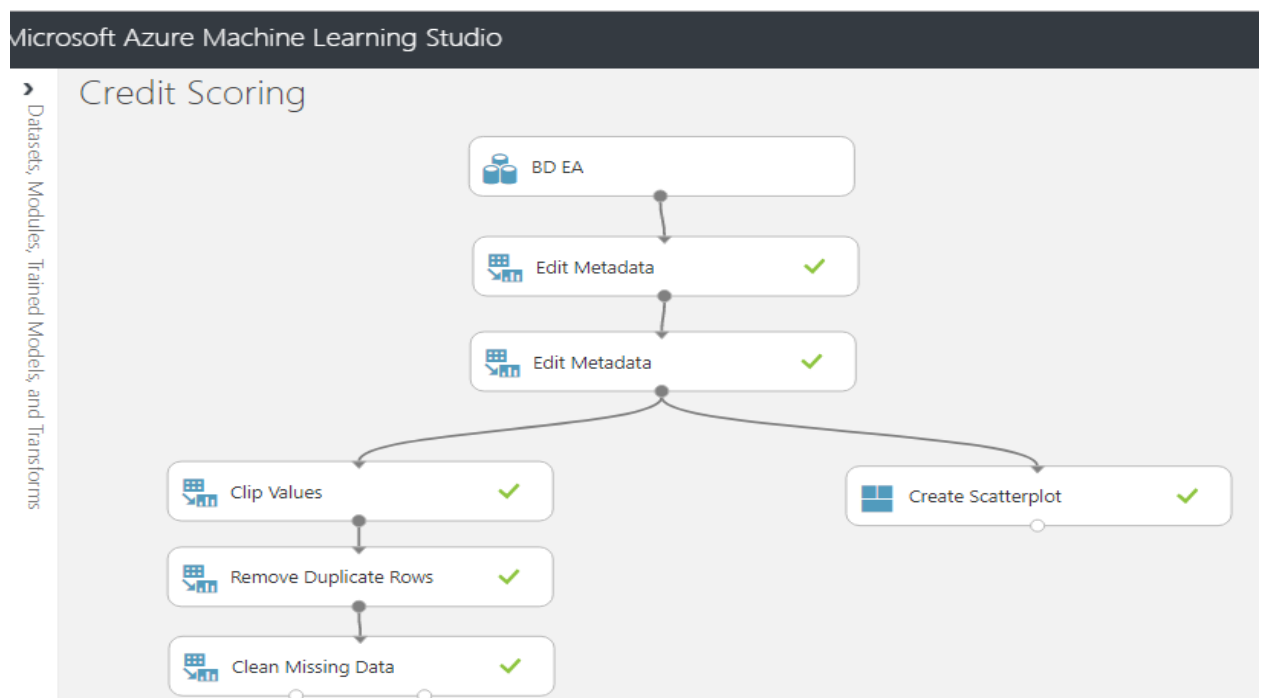 Microsoft Azure Machine Learning Studio
Credit Scoring
Datasets, Modules, Trained Models, and Transforms
BD EA
Edit Metadata
Edit Metadata
Clip Values
Create Scatterplot
Remove Duplicate Rows
Clean Missing Data